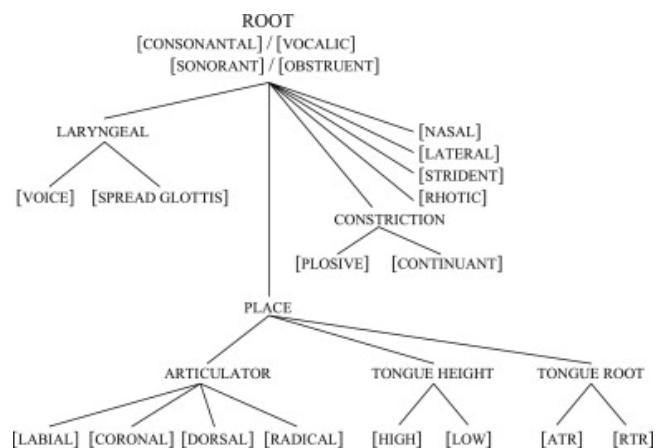 ROOT
[CONSONANTAL] / [VOCALIC]
[SONORANT] / [OBSTRUENT]
LARYNGEAL
[NASAL]
[LATERAL]
[STRIDENT]
[VOICE] [SPREAD GLOTTIS]
[RHOTIC]
CONSTRICTION
[PLOSIVE] [CONTINUANT]
PLACE
ARTICULATOR TONGUE HEIGHT TONGUE ROOT
[LABIAL] [CORONAL] [DORSAL] [RADICAL] [HIGH] [LOW] [ATR] [RTR]